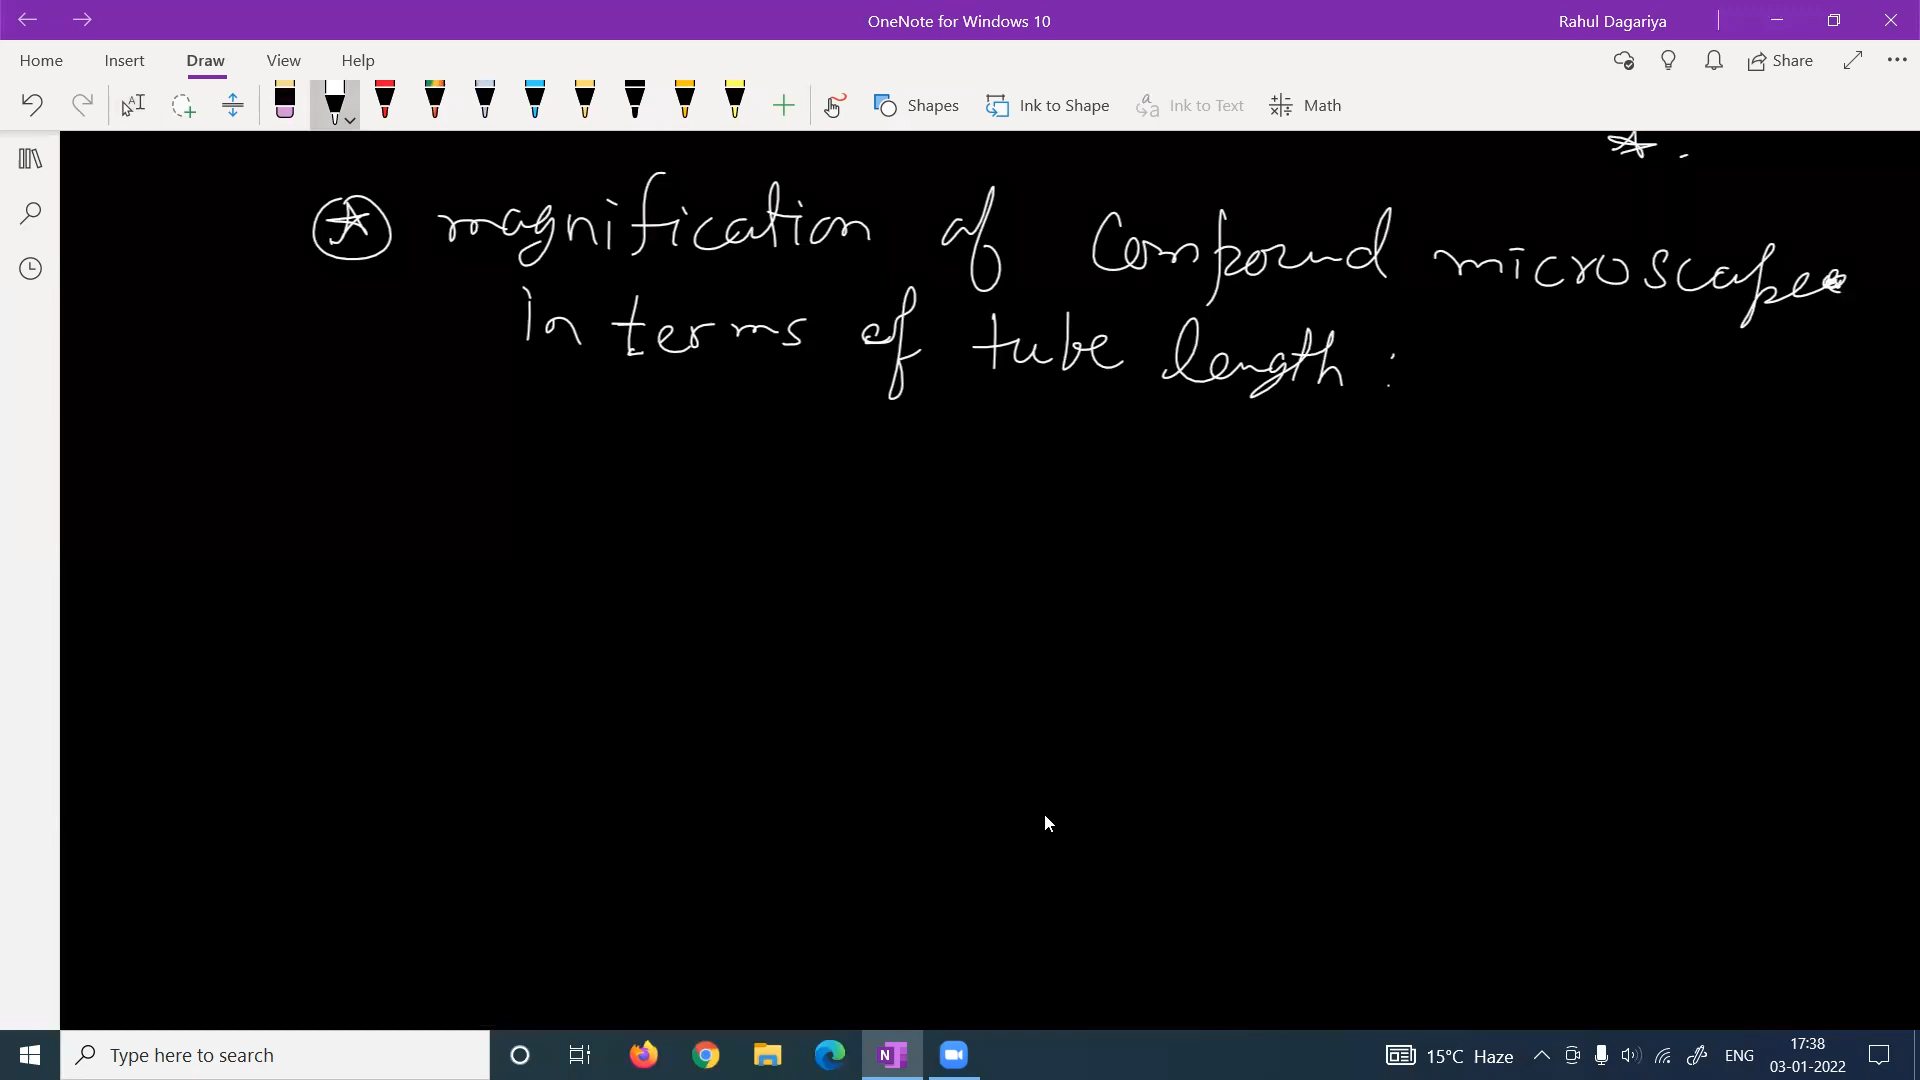 OneNote for Windows 10
Rahul Dagariya
Home Insert Draw View Help
Share
Shapes Ink to Shape Ink to Text Math
magnification of Compound microscope
in terms of tube length :
Type here to search
15°C Haze
ENG
17:38
03-01-2022